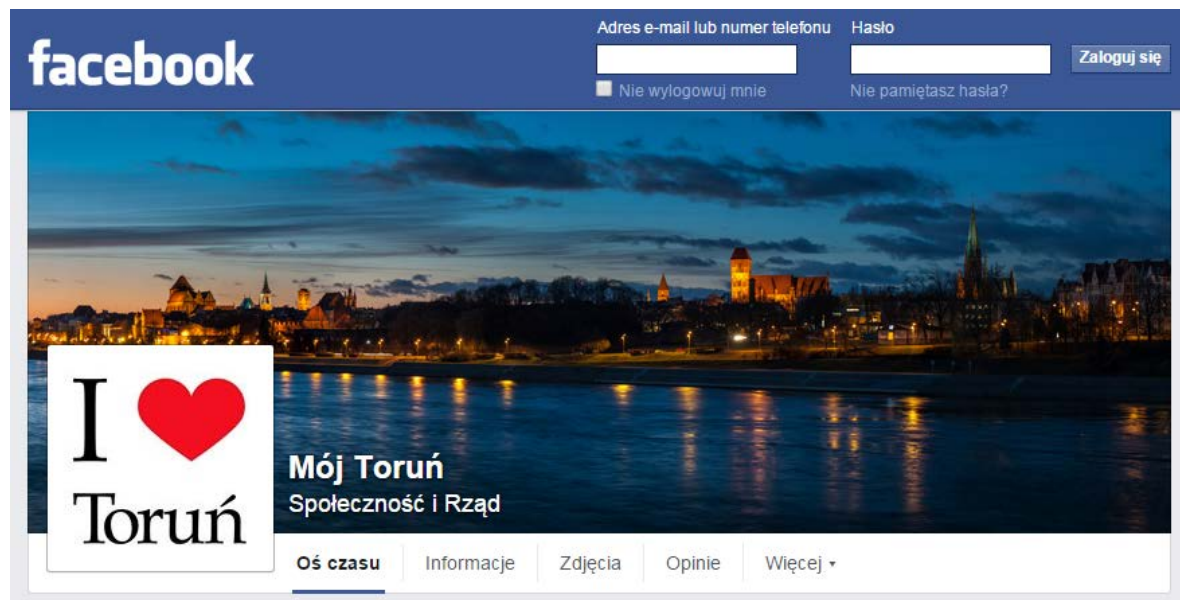 facebook
Adres e-mail lub numer telefonu
Hasło
Zaloguj się
Nie wylogowuj mnie
Nie pamiętasz hasła?
I
Toruń
Mój Toruń
Społeczność i Rząd
Oś czasu Informacje Zdjęcia Opinie Więcej